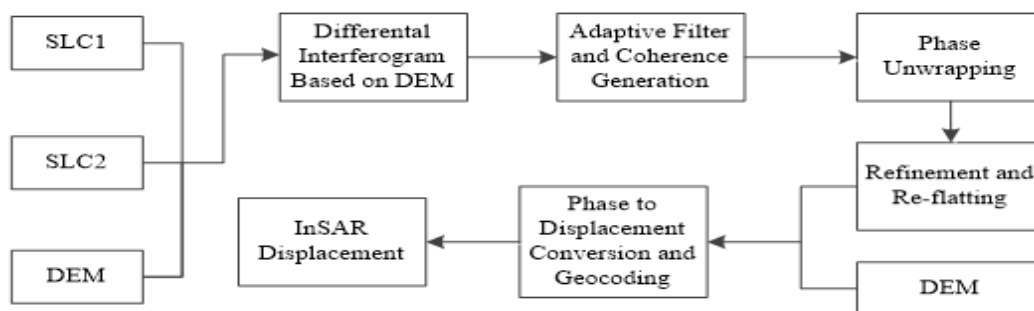 SLC1
SLC2
DEM
Differental
Interferogram
Based on DEM
Adaptive Filter
and Coherence
Generation
Phase
Unwrapping
Refinement and
Re-flatting
DEM
Phase to
Displacement
Conversion and
Geocoding
InSAR
Displacement